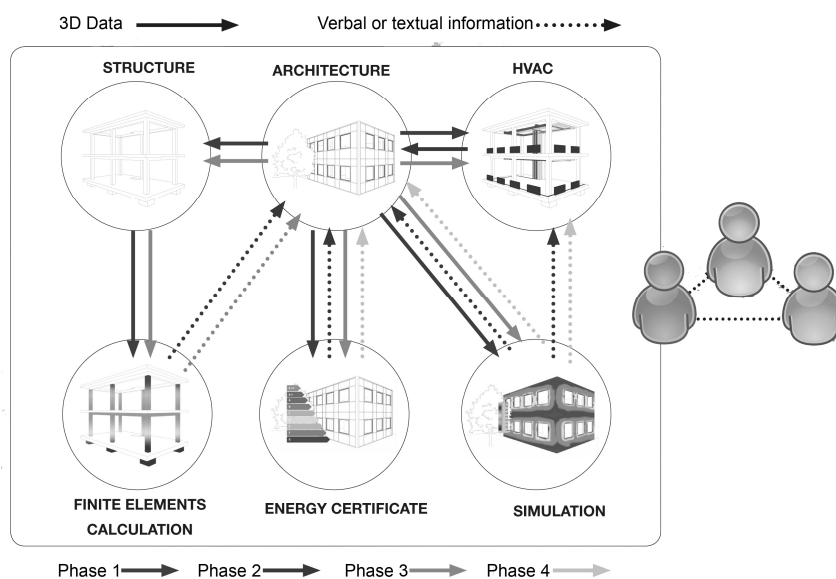 3D Data
Verbal or textual information
STRUCTURE
ARCHITECTURE
HVAC
FINITE ELEMENTS
CALCULATION
ENERGY CERTIFICATE
SIMULATION
Phase 1
Phase 2
Phase 3
Phase 4